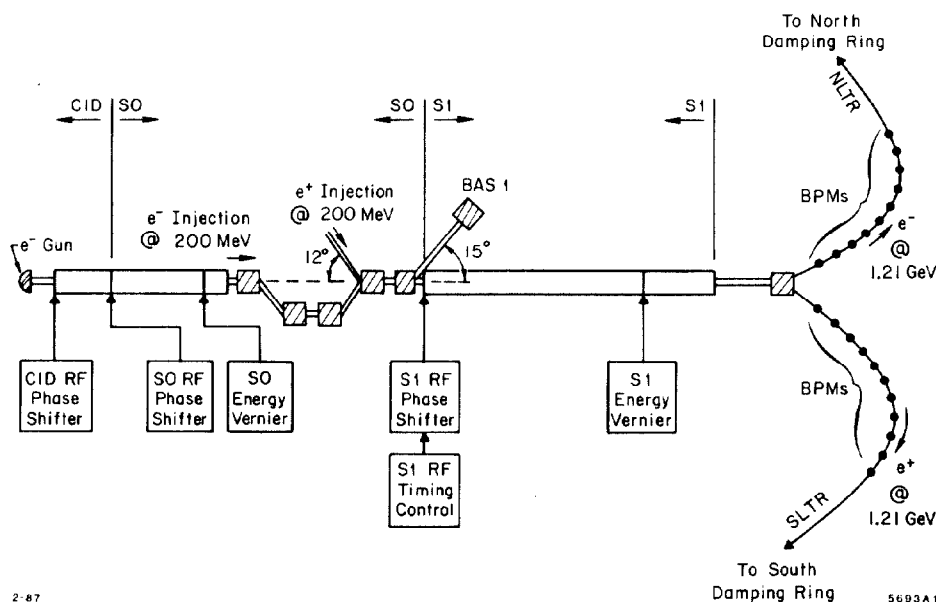 To North
Damping Ring
NLTR
CID SO
SO S1
S1
BAS 1
e⁺ Injection
@ 200 MeV
e⁻ Injection
@ 200 MeV
12°
15°
e⁻ Gun
BPMs
e⁻
@
1.21 GeV
CID RF
Phase
Shifter
SO RF
Phase
Shifter
SO
Energy
Vernier
S1 RF
Phase
Shifter
S1
Energy
Vernier
S1 RF
Timing
Control
BPMs
e⁺
@
1.21 GeV
SLTR
To South
Damping Ring
2-87
5693A1